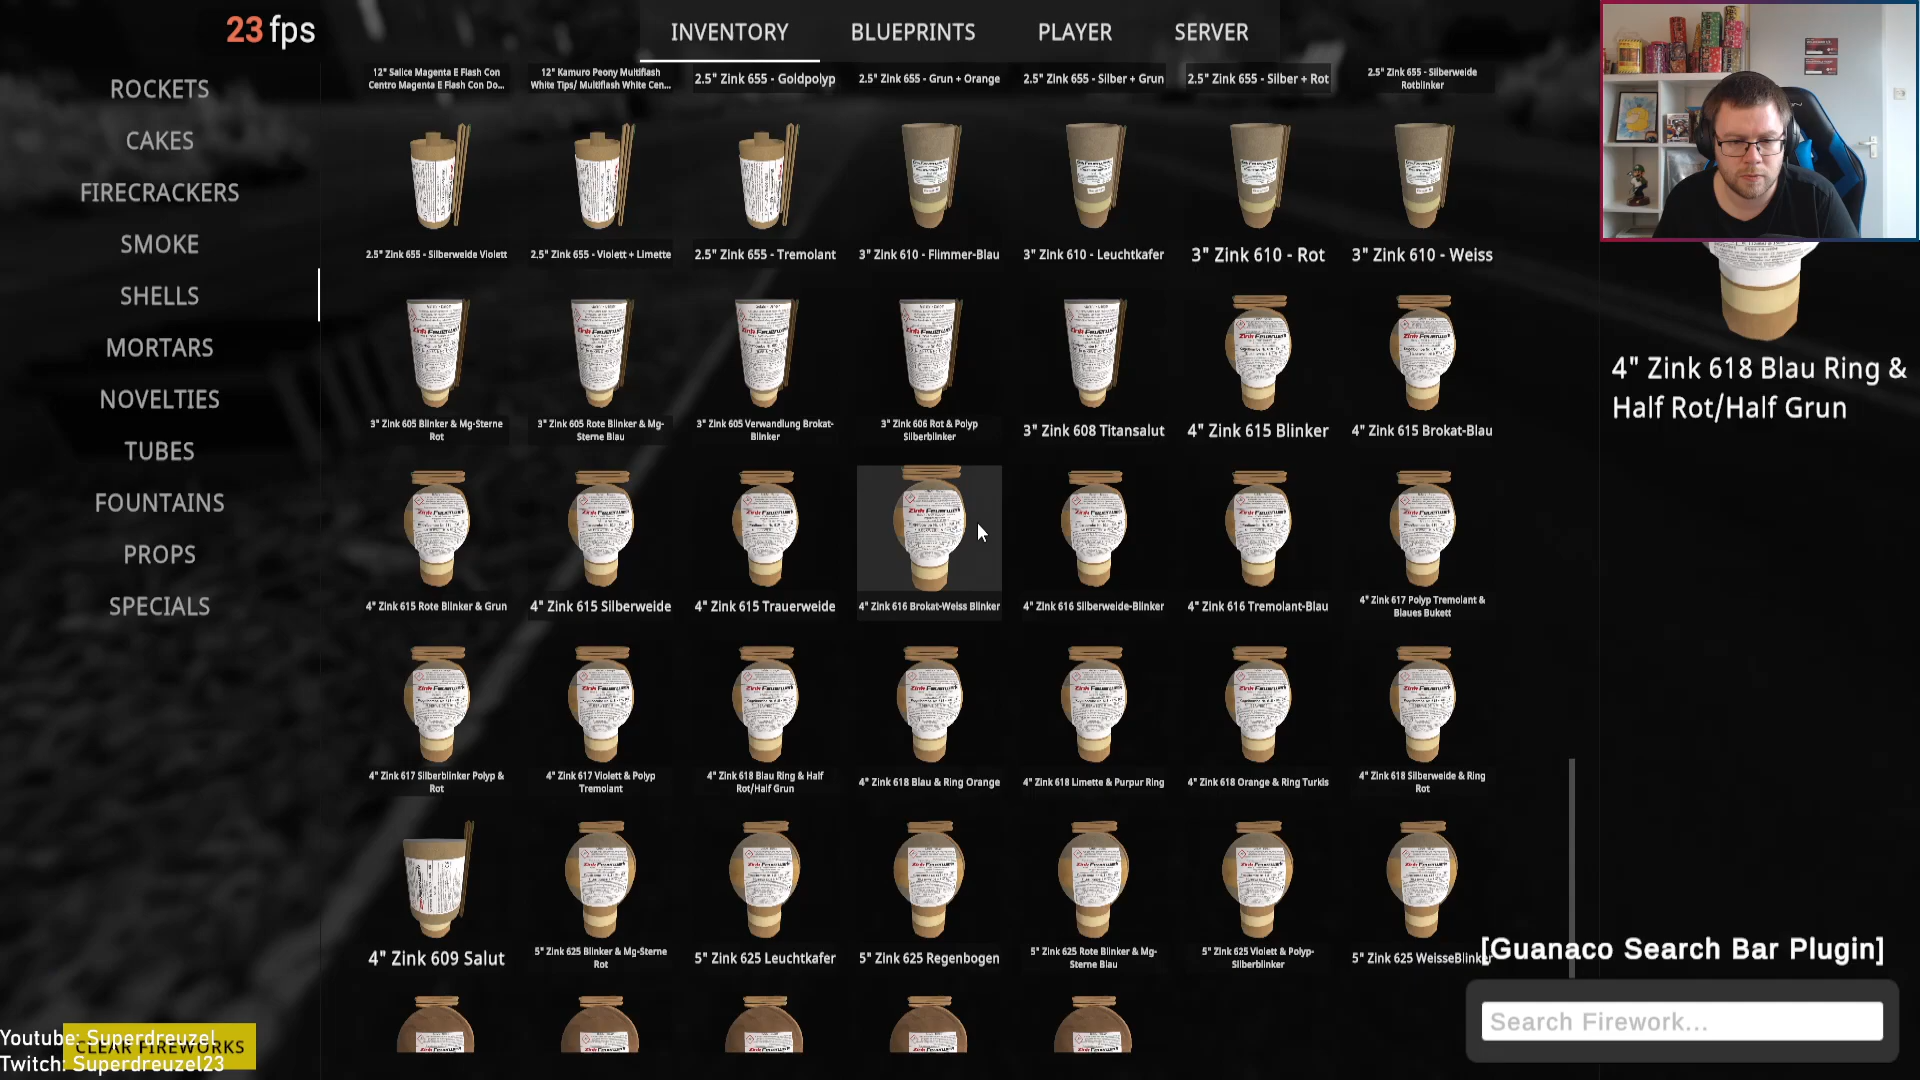 23 fps
INVENTORY
BLUEPRINTS
PLAYER
SERVER
ROCKETS
CAKES
FIRECRACKERS
SMOKE
SHELLS
MORTARS
NOVELTIES
TUBES
FOUNTAINS
PROPS
SPECIALS
12" Salice Magenta E Flash Con
Centro Magenta E Flash Con Do...
12" Kamuro Peony Multiflash
White Tips/ Multiflash White Cen...
2.5" Zink 655 - Goldpolyp
2.5" Zink 655 - Grun + Orange
2.5" Zink 655 - Silber + Grun
2.5" Zink 655 - Silber + Rot
2.5" Zink 655 - Silberweide
Rotblinker
2.5" Zink 655 - Silberweide Violett
2.5" Zink 655 - Violett + Limette
2.5" Zink 655 - Tremolant
3" Zink 610 - Flimmer-Blau
3" Zink 610 - Leuchtkafer
3" Zink 610 - Rot
3" Zink 610 - Weiss
3" Zink 605 Blinker & Mg-Sterne
Rot
3" Zink 605 Rote Blinker & Mg-
Sterne Blau
3" Zink 605 Verwandlung Brokat-
Blinker
3" Zink 606 Rot & Polyp
Silberblinker
3" Zink 608 Titansalut
4" Zink 615 Blinker
4" Zink 615 Brokat-Blau
4" Zink 615 Rote Blinker & Grun
4" Zink 615 Silberweide
4" Zink 615 Trauerweide
4" Zink 616 Brokat-Weiss Blinker
4" Zink 616 Silberweide-Blinker
4" Zink 616 Tremolant-Blau
4" Zink 617 Polyp Tremolant &
Blaues Bukett
4" Zink 617 Silberblinker Polyp &
Rot
4" Zink 617 Violett & Polyp
Tremolant
4" Zink 618 Blau Ring & Half
Rot/Half Grun
4" Zink 618 Blau & Ring Orange
4" Zink 618 Limette & Purpur Ring
4" Zink 618 Orange & Ring Turkis
4" Zink 618 Silberweide & Ring
Rot
4" Zink 609 Salut
5" Zink 625 Blinker & Mg-Sterne
Rot
5" Zink 625 Leuchtkafer
5" Zink 625 Regenbogen
5" Zink 625 Rote Blinker & Mg-
Sterne Blau
5" Zink 625 Violett & Polyp-
Silberblinker
5" Zink 625 WeisseBlinker
4" Zink 618 Blau Ring &
Half Rot/Half Grun
[Guanaco Search Bar Plugin]
Search Firework...
CLEAR FIREWORKS
Youtube: Superdreuzel
Twitch: Superdreuzel23